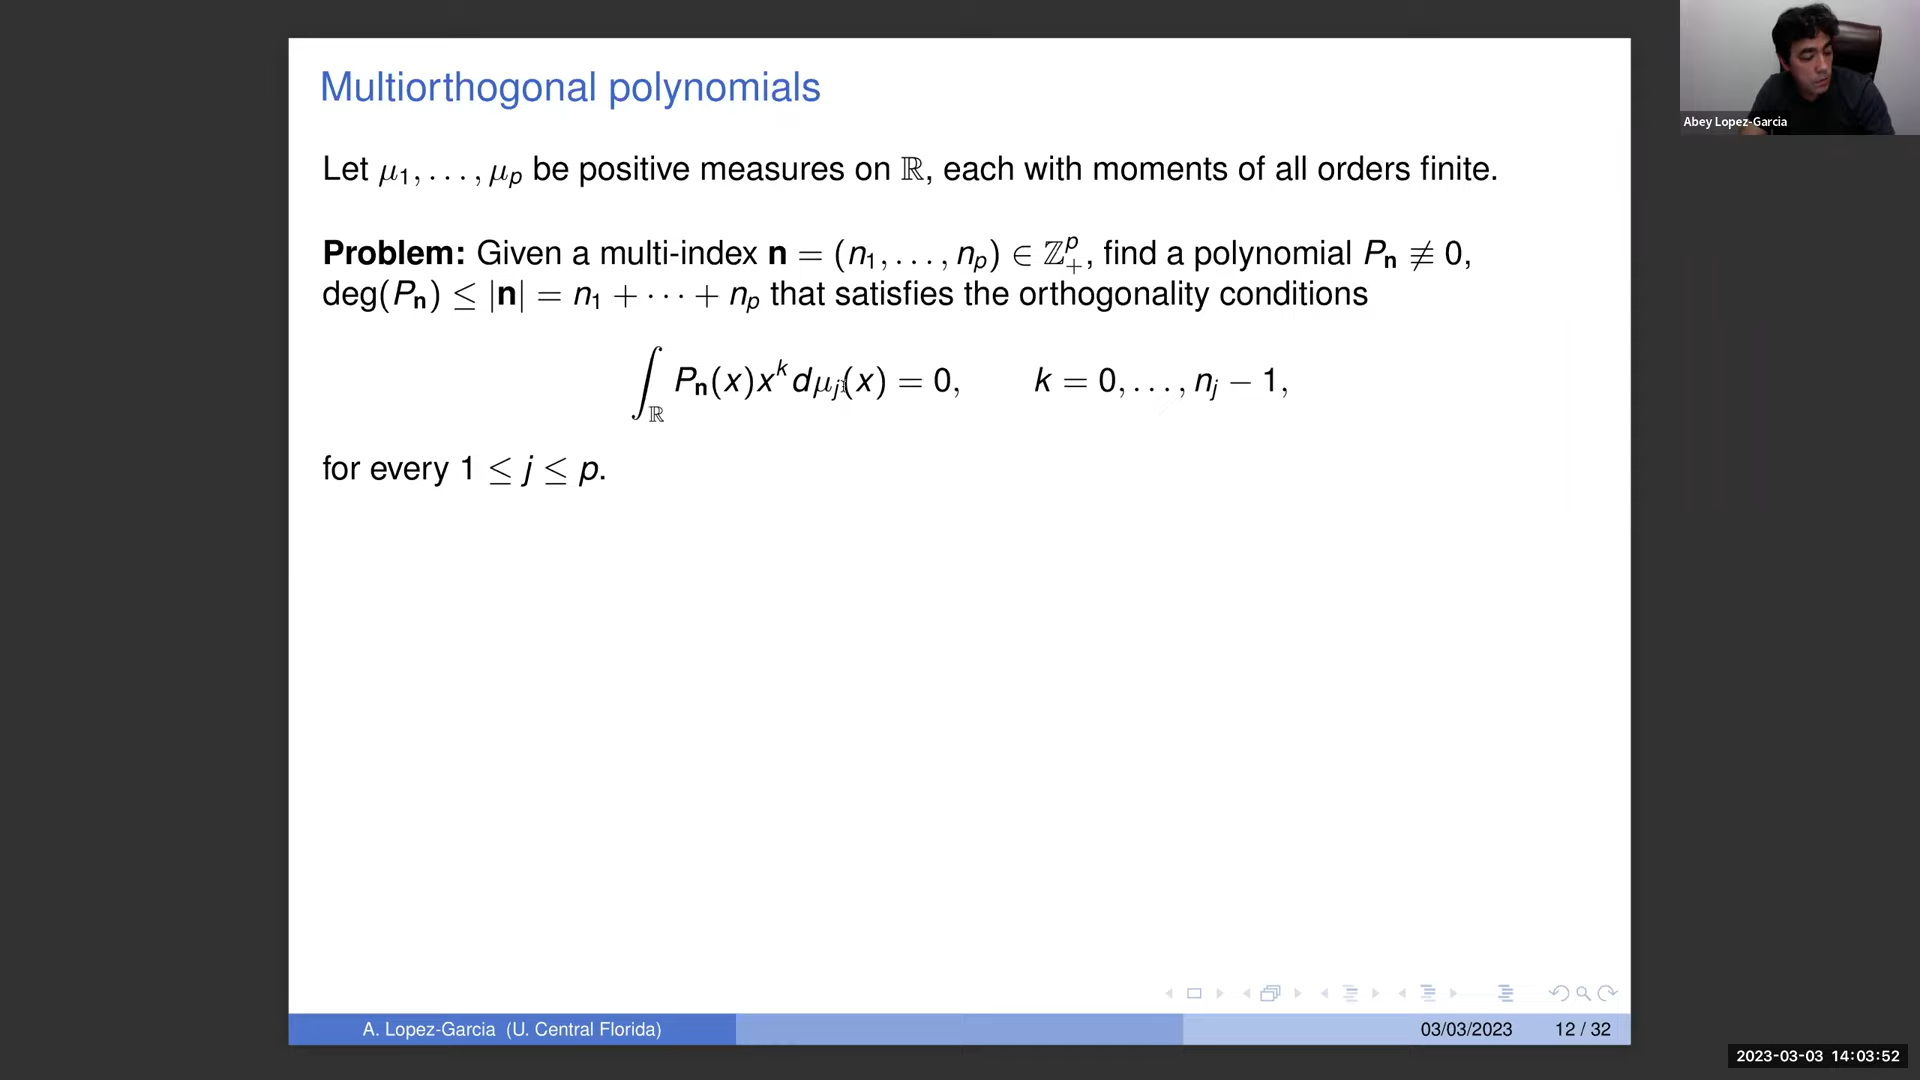 Multiorthogonal polynomials
Abey Lopez-Garcia
Let μ₁, . . . , μₚ be positive measures on ℝ, each with moments of all orders finite.
Problem: Given a multi-index n = (n₁, . . . , nₚ) ∈ ℤ₊ᵖ, find a polynomial Pₙ ≢ 0,
deg(Pₙ) ≤ |n| = n₁ + · · · + nₚ that satisfies the orthogonality conditions
∫_ℝ Pₙ(x)xᵏ dμⱼ(x) = 0, k = 0, . . . , nⱼ − 1,
for every 1 ≤ j ≤ p.
A. Lopez-Garcia (U. Central Florida) 03/03/2023 12 / 32
2023-03-03 14:03:52